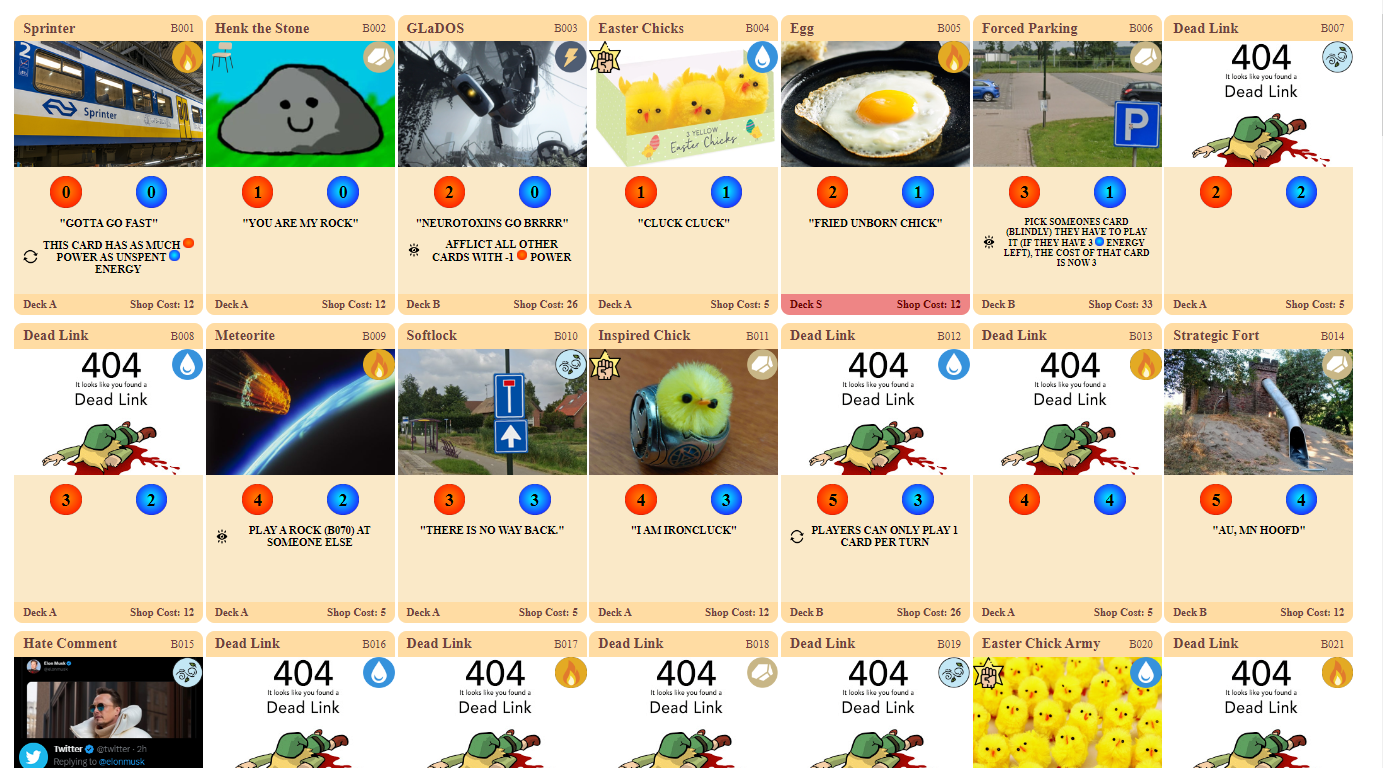 Sprinter B001
2
Sprinter
0 0
"GOTTA GO FAST"
THIS CARD HAS AS MUCH
POWER AS UNSPENT
ENERGY
Deck A Shop Cost: 12
Henk the Stone B002
1 0
"YOU ARE MY ROCK"
Deck A Shop Cost: 12
GLaDOS B003
2 0
"NEUROTOXINS GO BRRRR"
AFFLICT ALL OTHER
CARDS WITH -1 POWER
Deck B Shop Cost: 26
Easter Chicks B004
3 YELLOW
Easter Chicks
1 1
"CLUCK CLUCK"
Deck A Shop Cost: 5
Egg B005
2 1
"FRIED UNBORN CHICK"
Deck S Shop Cost: 12
Forced Parking B006
P
3 1
PICK SOMEONES CARD
(BLINDLY) THEY HAVE TO PLAY
IT (IF THEY HAVE 3 ENERGY
LEFT), THE COST OF THAT CARD
IS NOW 3
Deck B Shop Cost: 33
Dead Link B007
404
It looks like you found a
Dead Link
2 2
Deck A Shop Cost: 5
Dead Link B008
404
It looks like you found a
Dead Link
3 2
Deck A Shop Cost: 12
Meteorite B009
4 2
PLAY A ROCK (B070) AT
SOMEONE ELSE
Deck A Shop Cost: 5
Softlock B010
3 3
"THERE IS NO WAY BACK."
Deck A Shop Cost: 5
Inspired Chick B011
4 3
"I AM IRONCLUCK"
Deck A Shop Cost: 12
Dead Link B012
404
It looks like you found a
Dead Link
5 3
PLAYERS CAN ONLY PLAY 1
CARD PER TURN
Deck B Shop Cost: 26
Dead Link B013
404
It looks like you found a
Dead Link
4 4
Deck A Shop Cost: 5
Strategic Fort B014
5 4
"AU, MN HOOFD"
Deck B Shop Cost: 12
Hate Comment B015
Elon Musk
Twitter @twitter · 2h
Replying to @elonmusk
Dead Link B016
404
It looks like you found a
Dead Link
Dead Link B017
404
It looks like you found a
Dead Link
Dead Link B018
404
It looks like you found a
Dead Link
Dead Link B019
404
It looks like you found a
Dead Link
Easter Chick Army B020
Dead Link B021
404
It looks like you found a
Dead Link